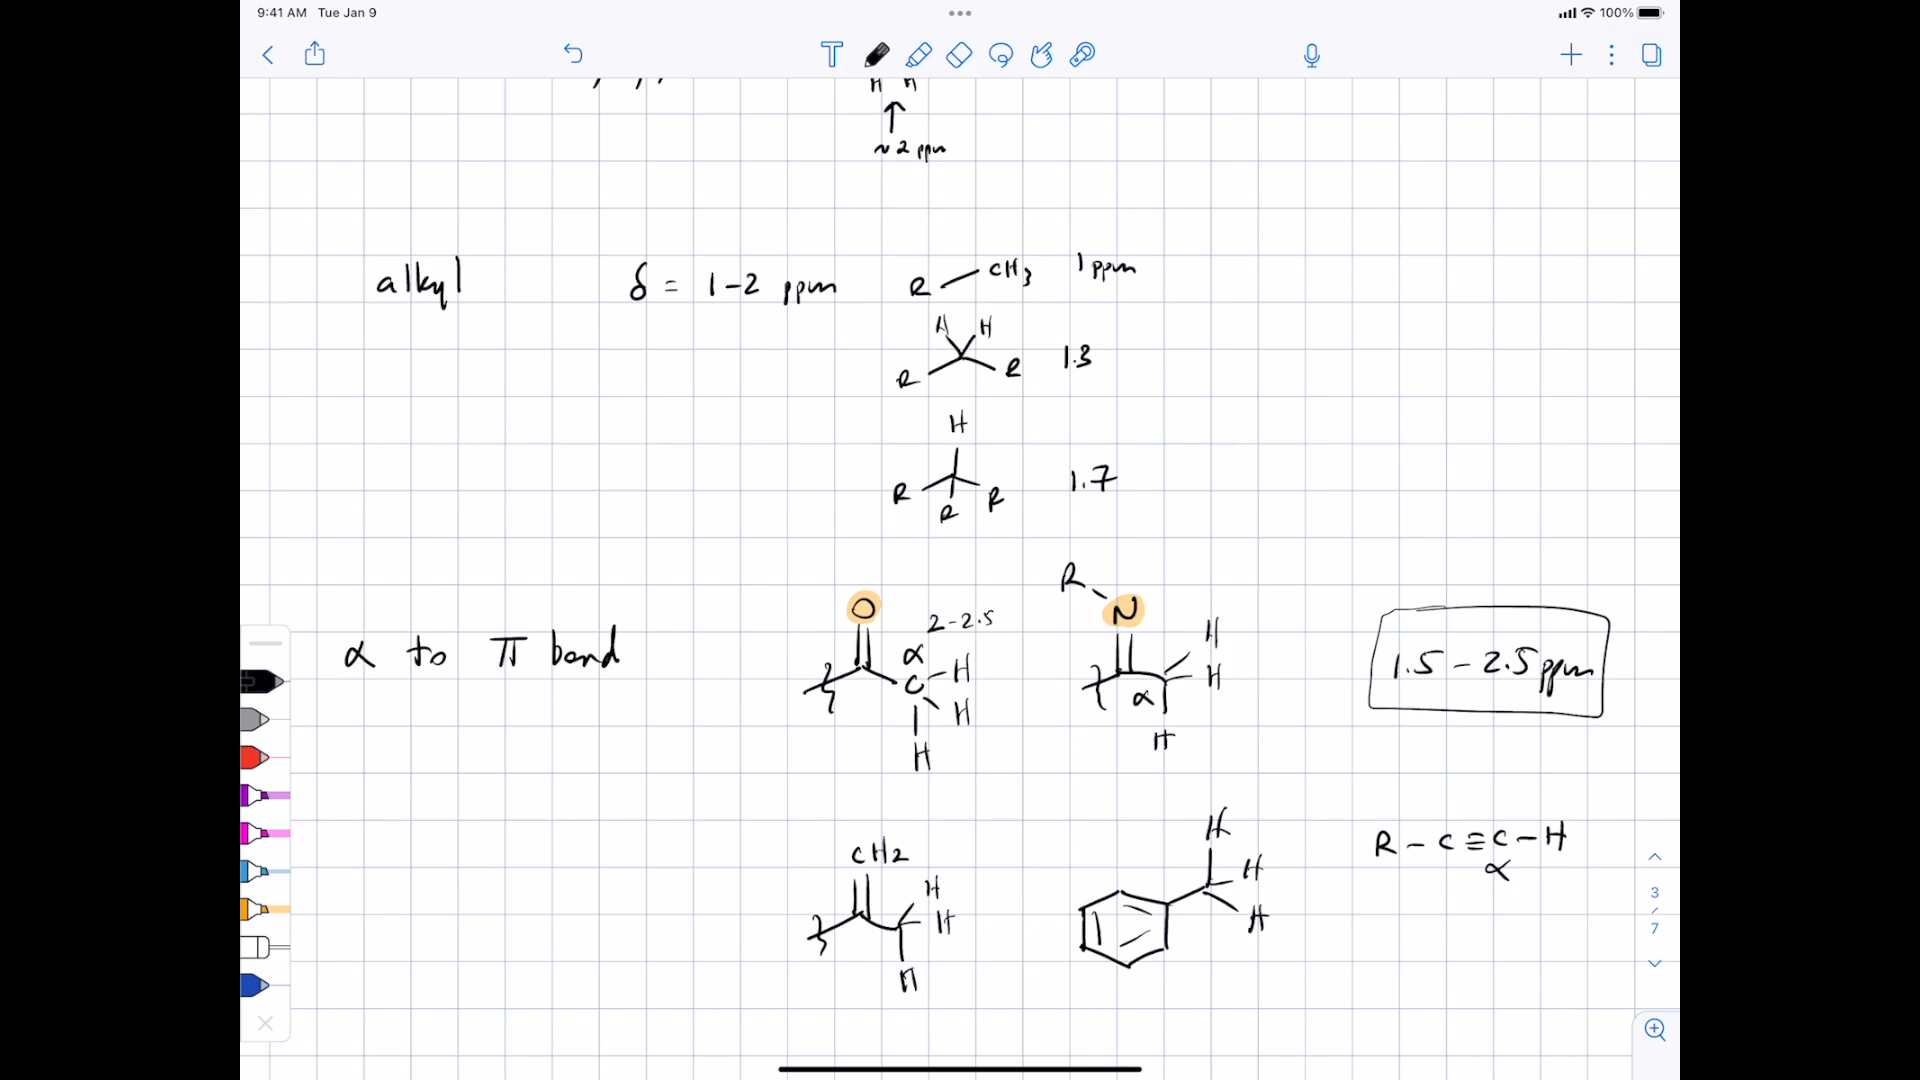 9:41 AM Tue Jan 9
100%
T
H H
~2 ppm
alkyl δ = 1-2 ppm R CH3 1 ppm
H H
R R 1.3
H
R R R 1.7
R
O N
2-2.5
α to π bond α C H H H
α H H H
1.5 - 2.5 ppm
CH2
H H H
H H H
R - C ≡ C - H
α
3
/
7